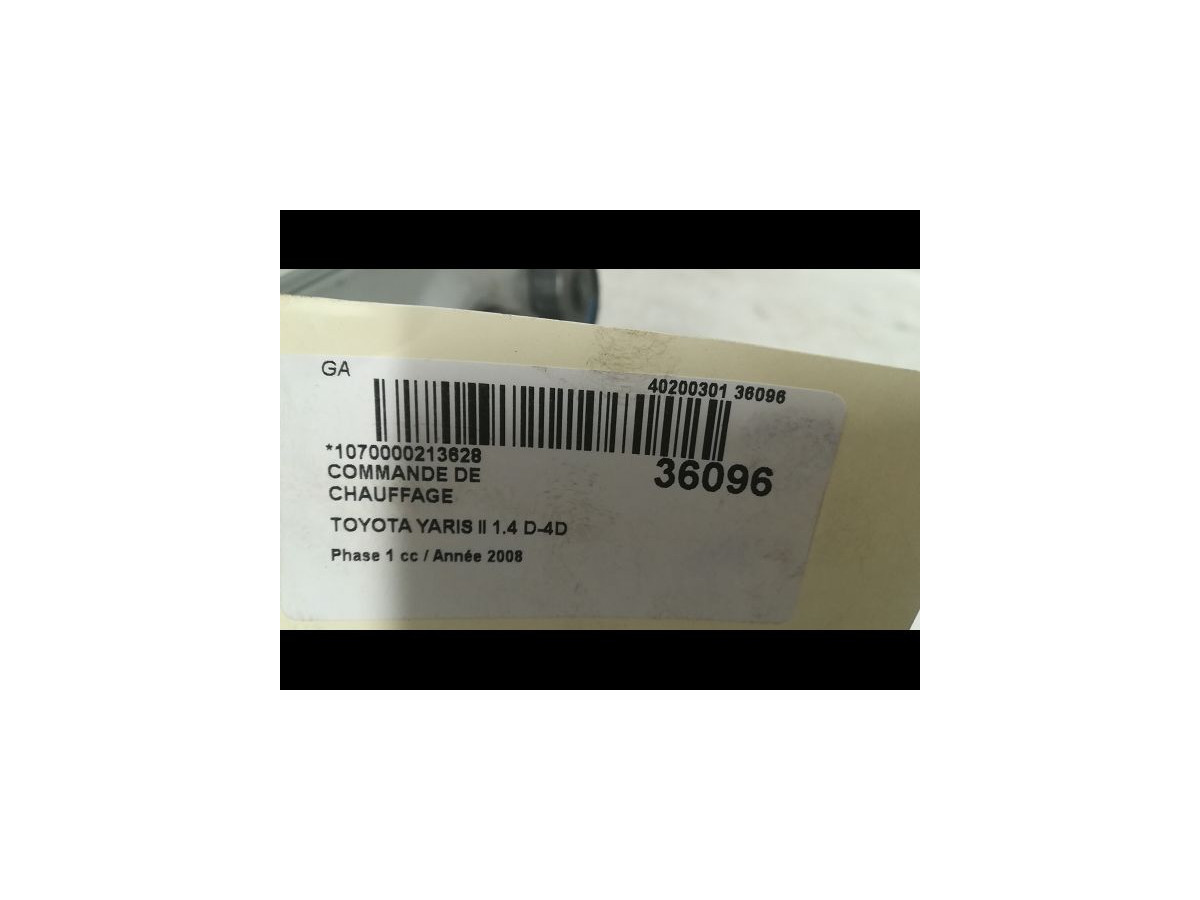 GA
40200301 36096
*1070000213628
36096
COMMANDE DE
CHAUFFAGE
TOYOTA YARIS II 1.4 D-4D
Phase 1 cc / Année 2008